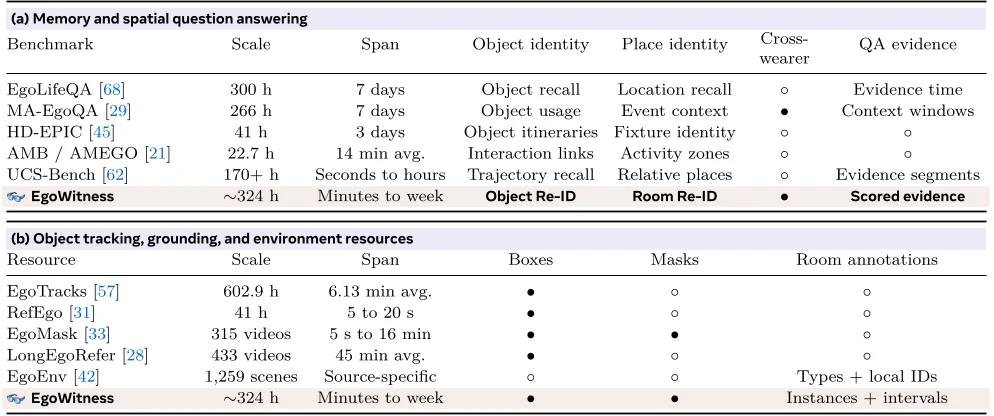 (a) Memory and spatial question answering
Benchmark Scale Span Object identity Place identity Cross-wearer QA evidence
EgoLifeQA [68] 300 h 7 days Object recall Location recall ○ Evidence time
MA-EgoQA [29] 266 h 7 days Object usage Event context ● Context windows
HD-EPIC [45] 41 h 3 days Object itineraries Fixture identity ○ ○
AMB / AMEGO [21] 22.7 h 14 min avg. Interaction links Activity zones ○ ○
UCS-Bench [62] 170+ h Seconds to hours Trajectory recall Relative places ○ Evidence segments
EgoWitness ~324 h Minutes to week Object Re-ID Room Re-ID ● Scored evidence
(b) Object tracking, grounding, and environment resources
Resource Scale Span Boxes Masks Room annotations
EgoTracks [57] 602.9 h 6.13 min avg. ● ○ ○
RefEgo [31] 41 h 5 to 20 s ● ○ ○
EgoMask [33] 315 videos 5 s to 16 min ● ● ○
LongEgoRefer [28] 433 videos 45 min avg. ● ○ ○
EgoEnv [42] 1,259 scenes Source-specific ○ ○ Types + local IDs
EgoWitness ~324 h Minutes to week ● ● Instances + intervals